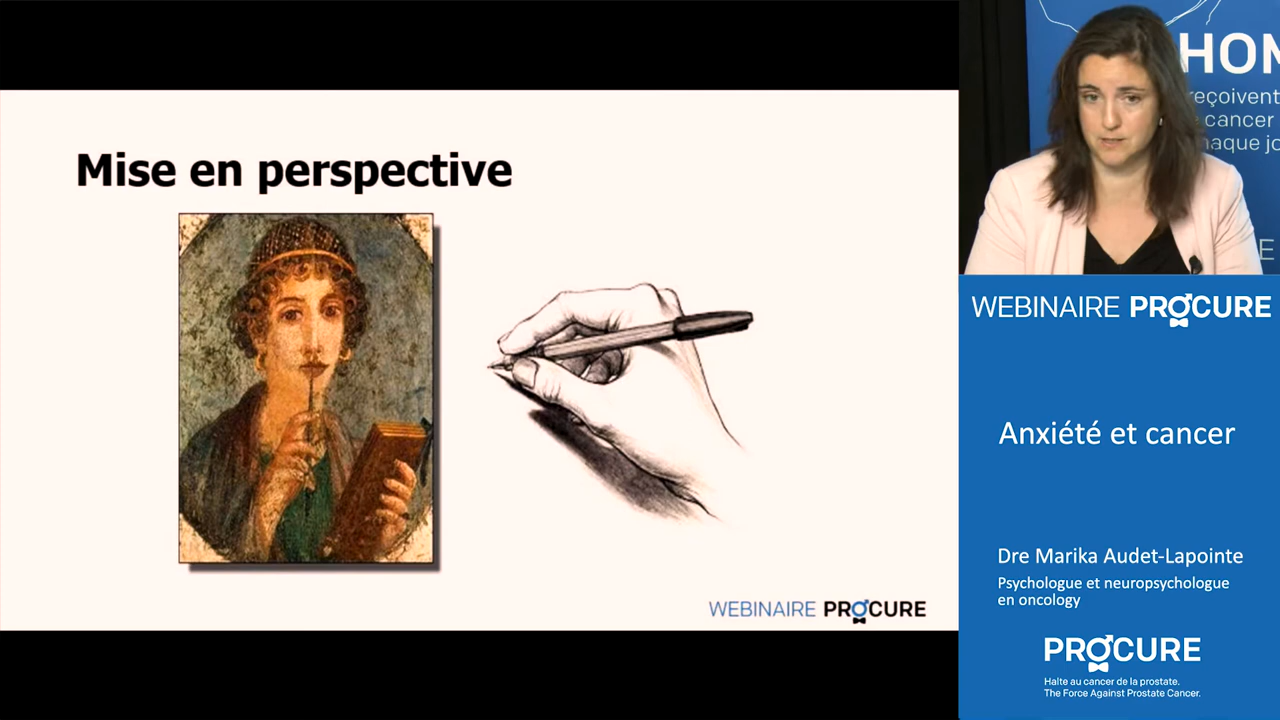 Mise en perspective
WEBINAIRE PROCURE
HOM
reçoivent
cancer
haque jo
E
WEBINAIRE PROCURE
Anxiété et cancer
Dre Marika Audet-Lapointe
Psychologue et neuropsychologue
en oncology
PROCURE
Halte au cancer de la prostate.
The Force Against Prostate Cancer.